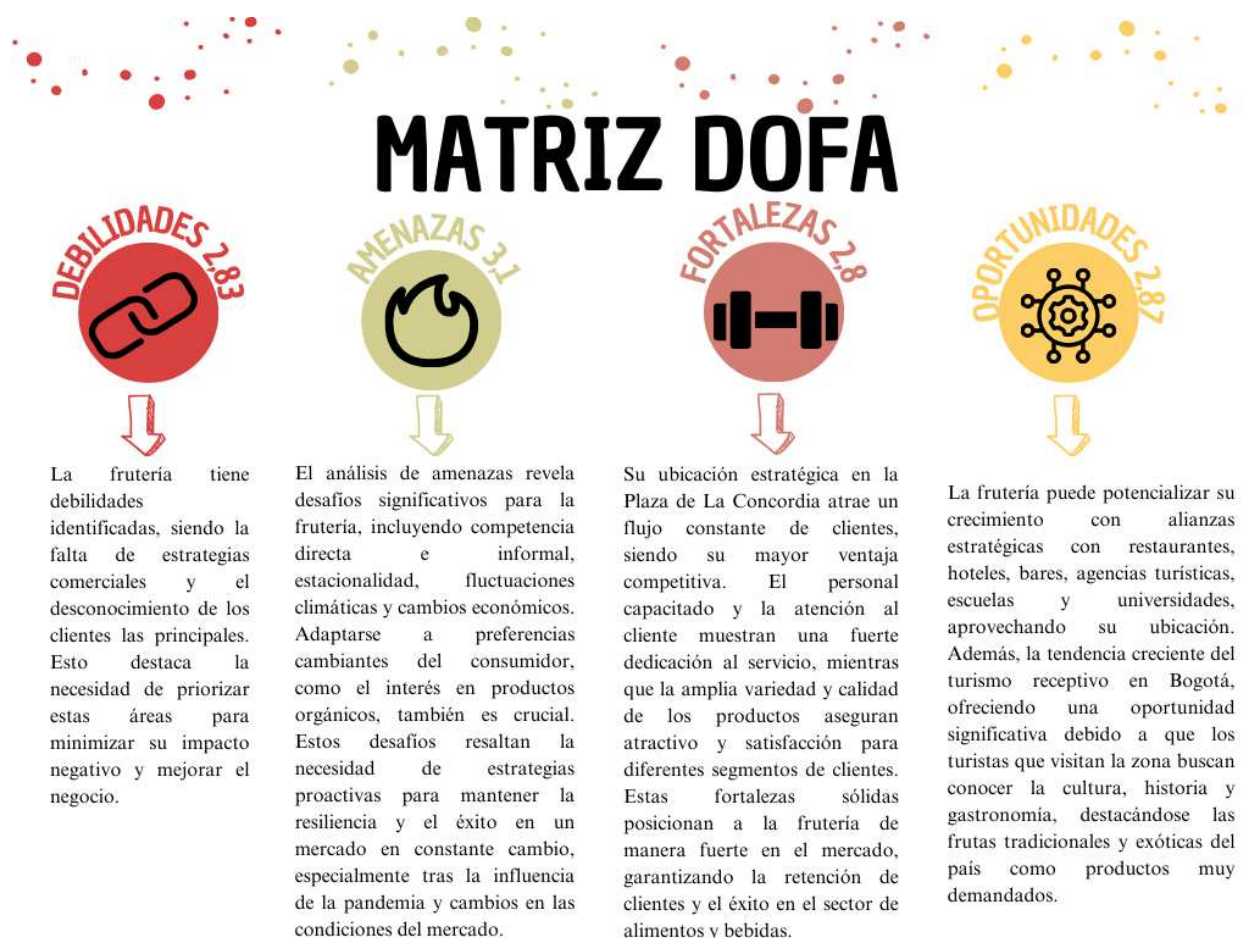 MATRIZ DOFA
DEBILIDADES 2,83
La frutería tiene
debilidades
identificadas, siendo la
falta de estrategias
comerciales y el
desconocimiento de los
clientes las principales.
Esto destaca la
necesidad de priorizar
estas áreas para
minimizar su impacto
negativo y mejorar el
negocio.
AMENAZAS 3,1
El análisis de amenazas revela
desafíos significativos para la
frutería, incluyendo competencia
directa e informal,
estacionalidad, fluctuaciones
climáticas y cambios económicos.
Adaptarse a preferencias
cambiantes del consumidor,
como el interés en productos
orgánicos, también es crucial.
Estos desafíos resaltan la
necesidad de estrategias
proactivas para mantener la
resiliencia y el éxito en un
mercado en constante cambio,
especialmente tras la influencia
de la pandemia y cambios en las
condiciones del mercado.
FORTALEZAS 2,8
Su ubicación estratégica en la
Plaza de La Concordia atrae un
flujo constante de clientes,
siendo su mayor ventaja
competitiva. El personal
capacitado y la atención al
cliente muestran una fuerte
dedicación al servicio, mientras
que la amplia variedad y calidad
de los productos aseguran
atractivo y satisfacción para
diferentes segmentos de clientes.
Estas fortalezas sólidas
posicionan a la frutería de
manera fuerte en el mercado,
garantizando la retención de
clientes y el éxito en el sector de
alimentos y bebidas.
OPORTUNIDADES 2,87
La frutería puede potencializar su
crecimiento con alianzas
estratégicas con restaurantes,
hoteles, bares, agencias turísticas,
escuelas y universidades,
aprovechando su ubicación.
Además, la tendencia creciente del
turismo receptivo en Bogotá,
ofreciendo una oportunidad
significativa debido a que los
turistas que visitan la zona buscan
conocer la cultura, historia y
gastronomía, destacándose las
frutas tradicionales y exóticas del
país como productos muy
demandados.